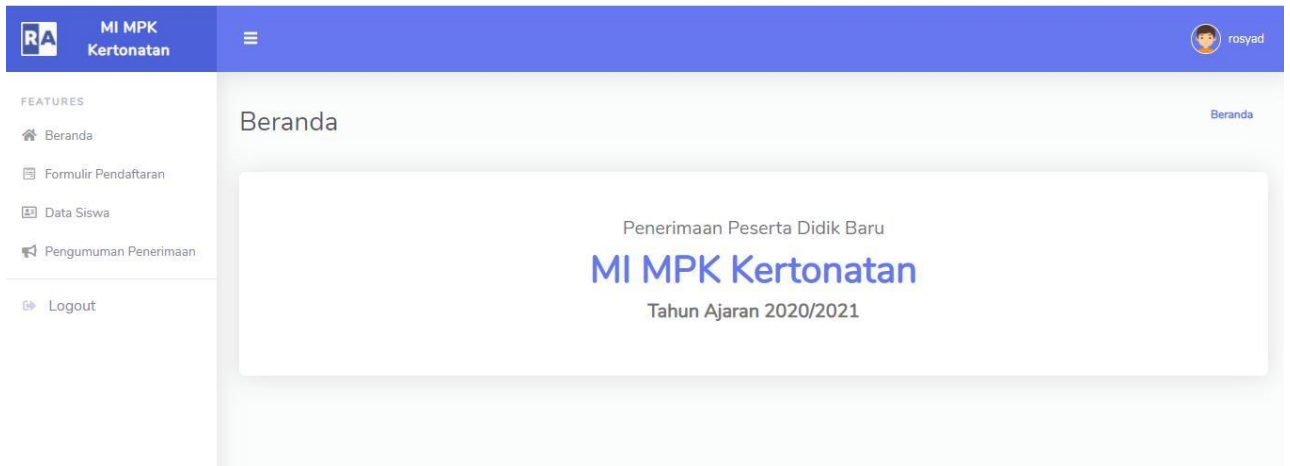 RA
MI MPK
Kertonatan
rosyad
FEATURES
Beranda
Formulir Pendaftaran
Data Siswa
Pengumuman Penerimaan
Logout
Beranda
Beranda
Penerimaan Peserta Didik Baru
MI MPK Kertonatan
Tahun Ajaran 2020/2021